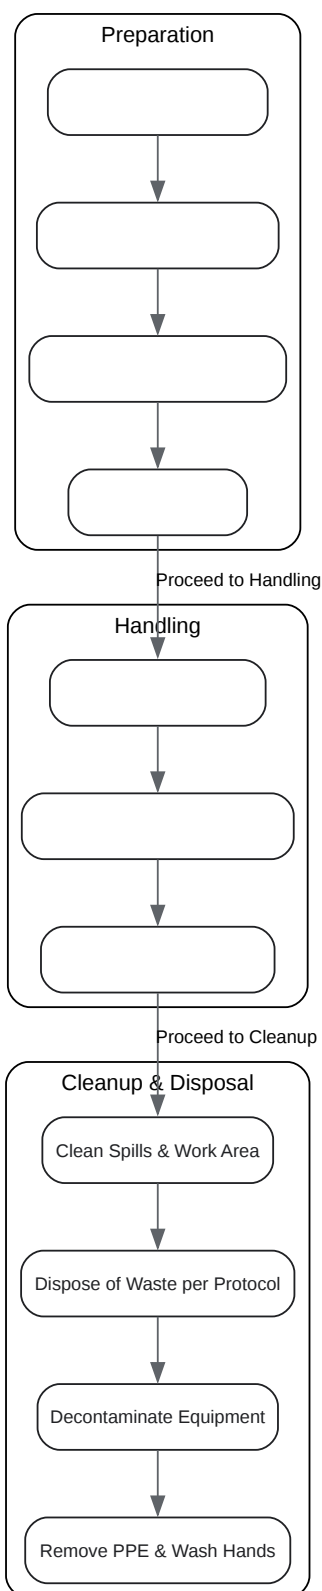 Preparation
Proceed to Handling
Handling
Proceed to Cleanup
Cleanup & Disposal
Clean Spills & Work Area
Dispose of Waste per Protocol
Decontaminate Equipment
Remove PPE & Wash Hands